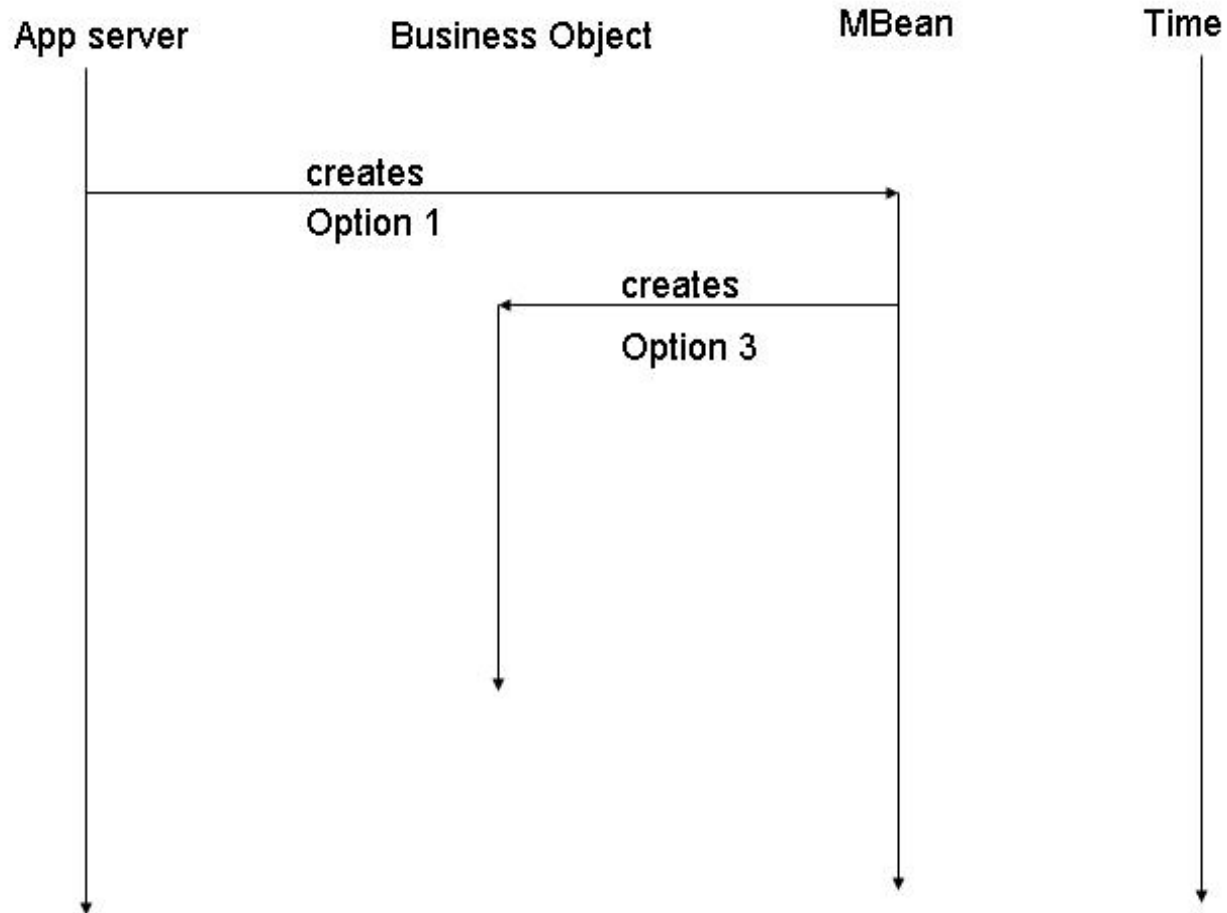 App server
Business Object
MBean
Time
creates
Option 1
creates
Option 3